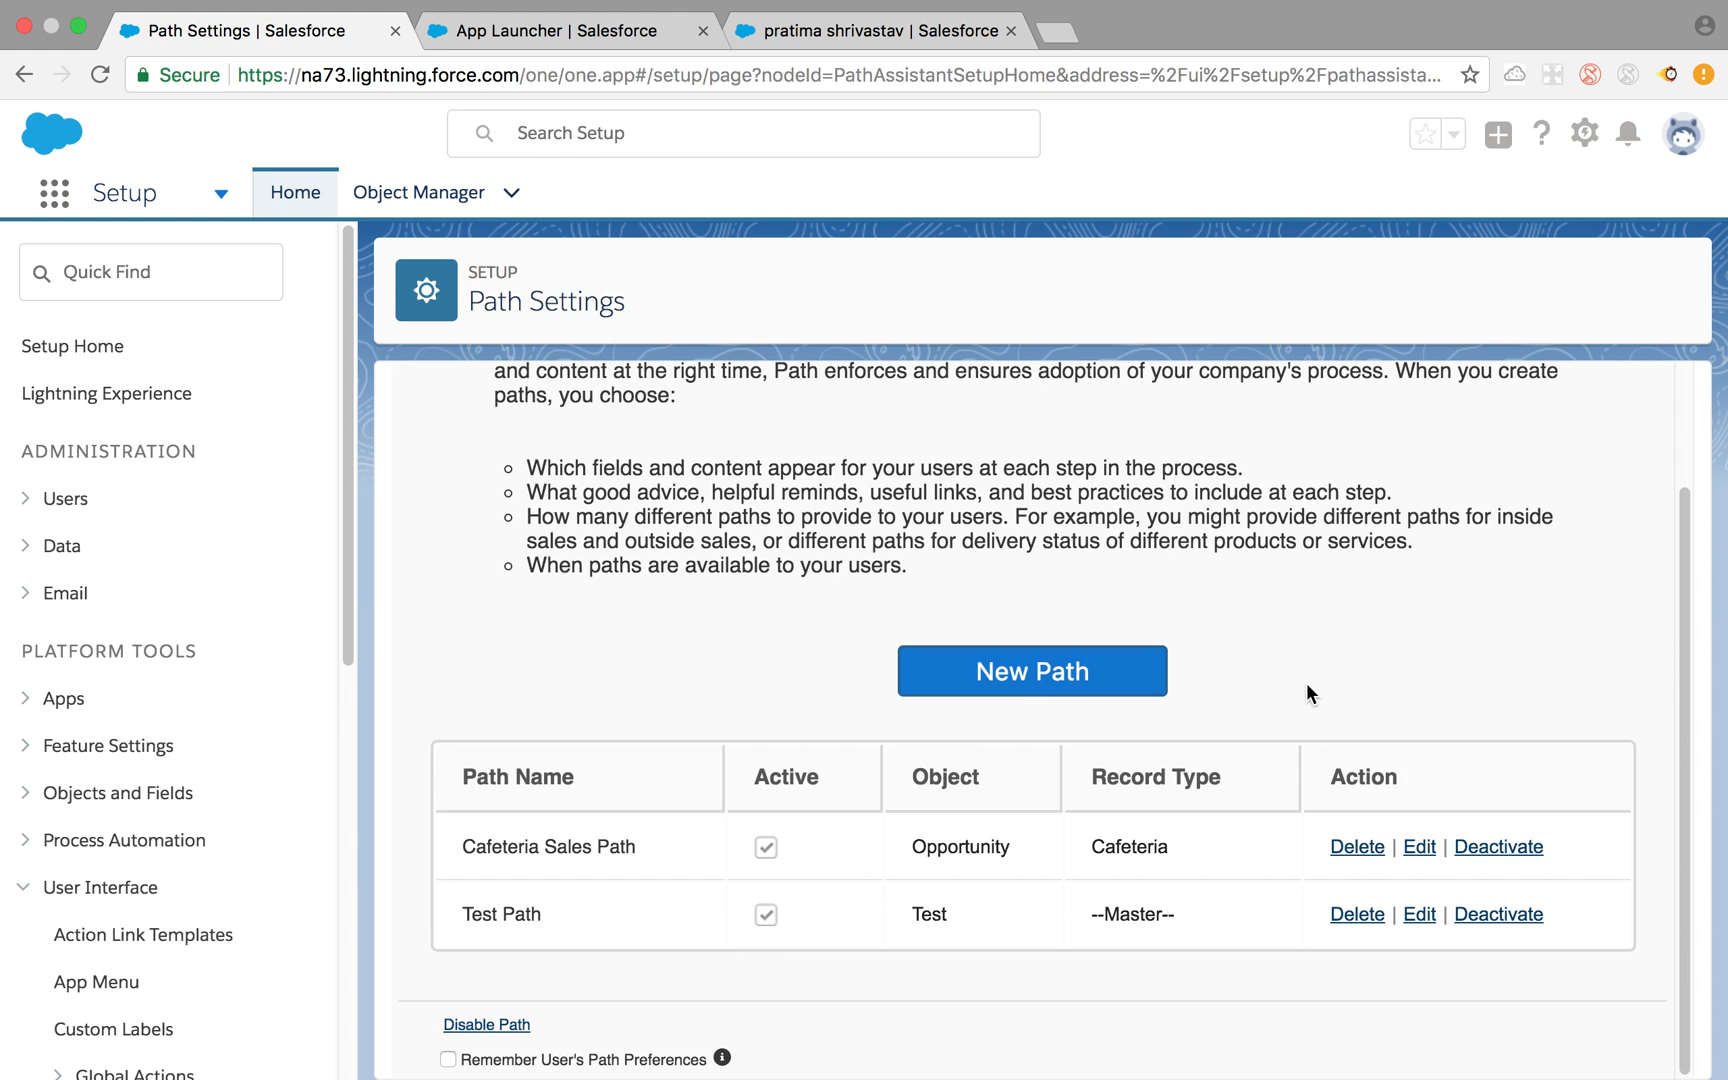 Path Settings | Salesforce
App Launcher | Salesforce
pratima shrivastav | Salesforce
Secure
https://na73.lightning.force.com/one/one.app#/setup/page?nodeId=PathAssistantSetupHome&address=%2Fui%2Fsetup%2Fpathassista...
Search Setup
Setup
Home
Object Manager
Quick Find
Setup Home
Lightning Experience
ADMINISTRATION
Users
Data
Email
PLATFORM TOOLS
Apps
Feature Settings
Objects and Fields
Process Automation
User Interface
Action Link Templates
App Menu
Custom Labels
Global Actions
SETUP
Path Settings
and content at the right time, Path enforces and ensures adoption of your company's process. When you create
paths, you choose:
Which fields and content appear for your users at each step in the process.
What good advice, helpful reminds, useful links, and best practices to include at each step.
How many different paths to provide to your users. For example, you might provide different paths for inside
sales and outside sales, or different paths for delivery status of different products or services.
When paths are available to your users.
New Path
Path Name Active Object Record Type Action
Cafeteria Sales Path Opportunity Cafeteria Delete | Edit | Deactivate
Test Path Test --Master-- Delete | Edit | Deactivate
Disable Path
Remember User's Path Preferences